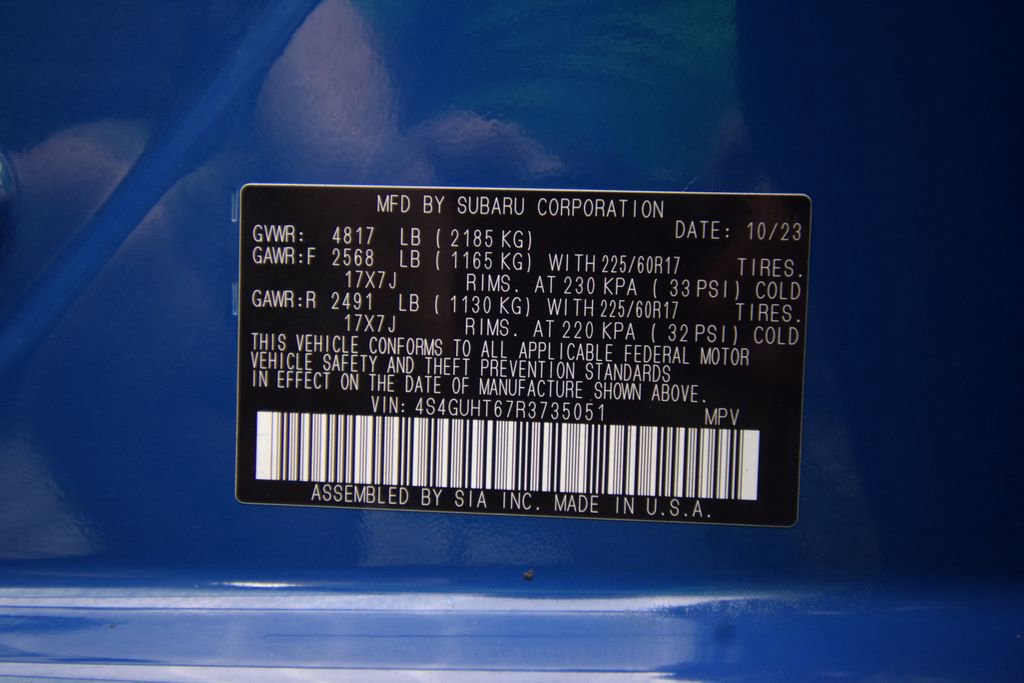 MFD BY SUBARU CORPORATION
DATE: 10/23
GVWR: 4817 LB ( 2185 KG)
GAWR:F 2568 LB ( 1165 KG) WITH 225/60R17 TIRES.
17X7J RIMS. AT 230 KPA ( 33 PSI) COLD
GAWR:R 2491 LB ( 1130 KG) WITH 225/60R17 TIRES.
17X7J RIMS. AT 220 KPA ( 32 PSI) COLD
THIS VEHICLE CONFORMS TO ALL APPLICABLE FEDERAL MOTOR
VEHICLE SAFETY AND THEFT PREVENTION STANDARDS
IN EFFECT ON THE DATE OF MANUFACTURE SHOWN ABOVE.
VIN: 4S4GUHT67R3735051 MPV
ASSEMBLED BY SIA INC. MADE IN U.S.A.